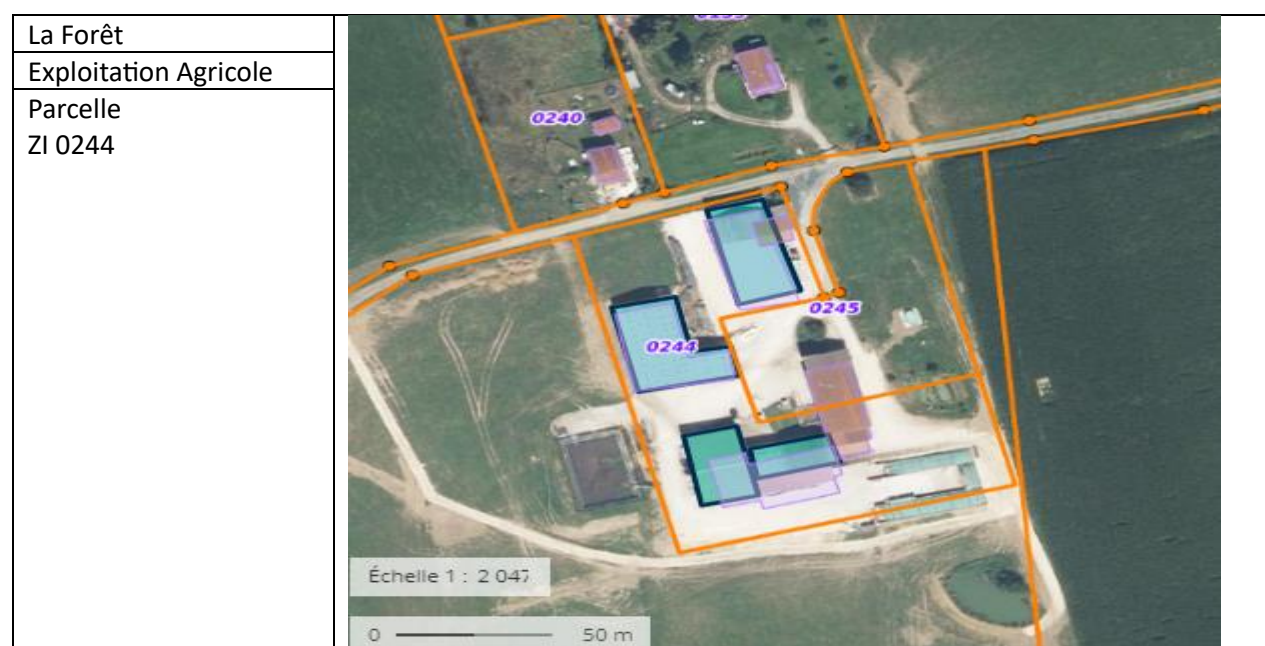 La Forêt
Exploitation Agricole
Parcelle
ZI 0244
0240
0245
0244
Échelle 1 : 2 047
0 50 m